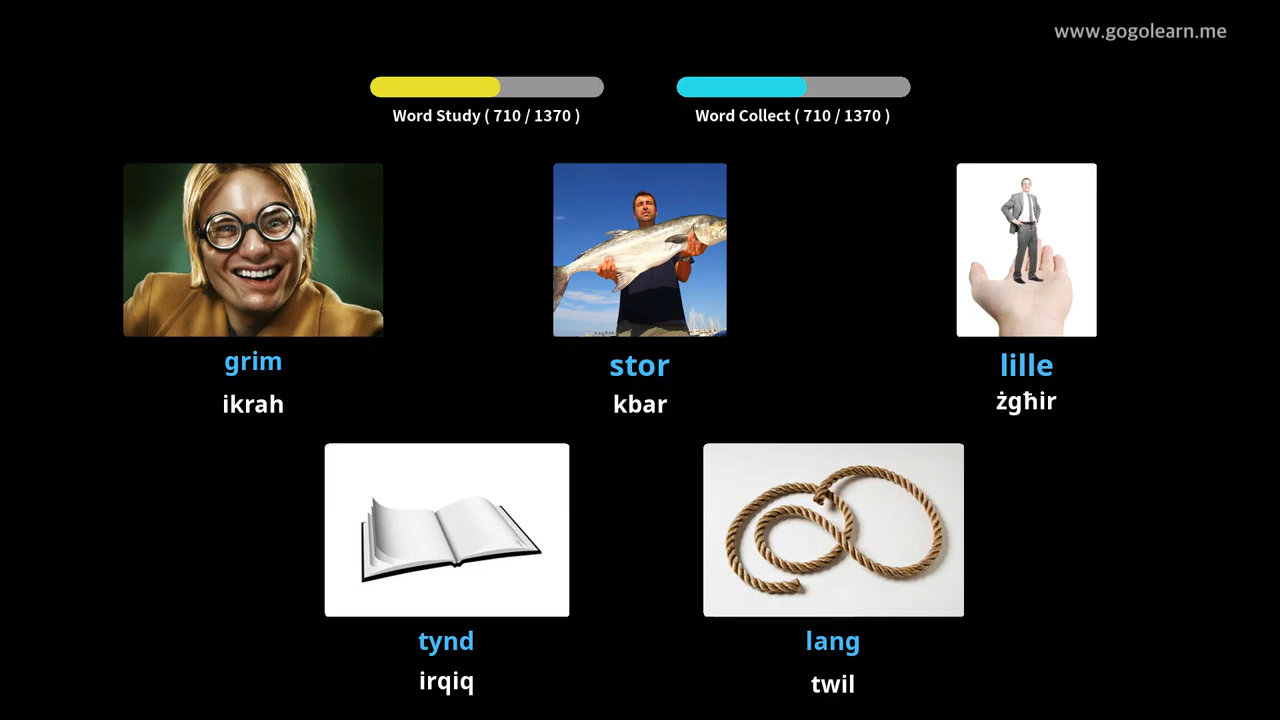 www.gogolearn.me
Word Study ( 710 / 1370 )
Word Collect ( 710 / 1370 )
grim
ikrah
stor
kbar
lille
żgħir
tynd
irqiq
lang
twil